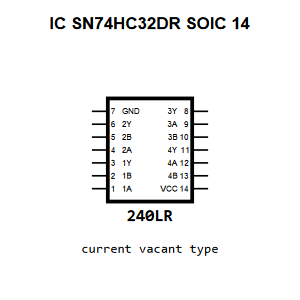 IC SN74HC32DR SOIC 14
7 GND 3Y 8
6 2Y 3A 9
5 2B 3B 10
4 2A 4Y 11
3 1Y 4A 12
2 1B 4B 13
1 1A VCC 14
240LR
current vacant type